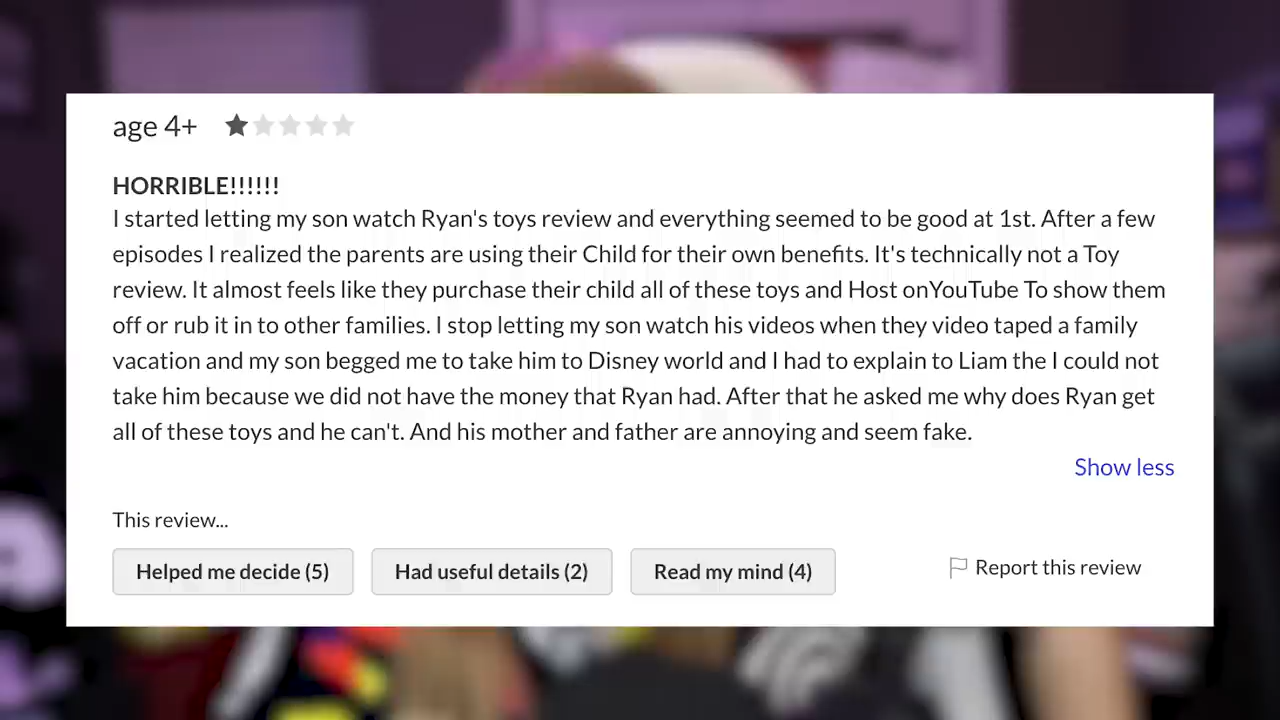 age 4+
HORRIBLE!!!!!!
I started letting my son watch Ryan's toys review and everything seemed to be good at 1st. After a few
episodes I realized the parents are using their Child for their own benefits. It's technically not a Toy
review. It almost feels like they purchase their child all of these toys and Host onYouTube To show them
off or rub it in to other families. I stop letting my son watch his videos when they video taped a family
vacation and my son begged me to take him to Disney world and I had to explain to Liam the I could not
take him because we did not have the money that Ryan had. After that he asked me why does Ryan get
all of these toys and he can't. And his mother and father are annoying and seem fake.
Show less
This review...
Helped me decide (5) Had useful details (2) Read my mind (4) Report this review